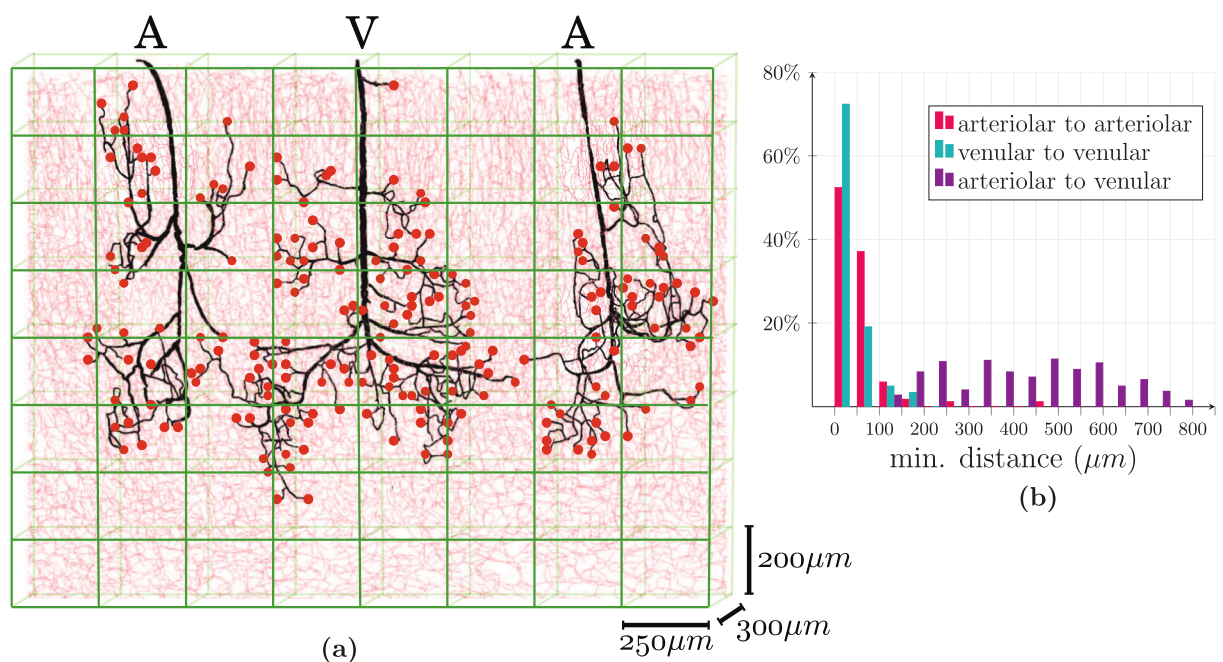 A V A
200µm
300µm
250µm
(a)
80%
60%
40%
20%
arteriolar to arteriolar
venular to venular
arteriolar to venular
0 100 200 300 400 500 600 700 800
min. distance (µm)
(b)